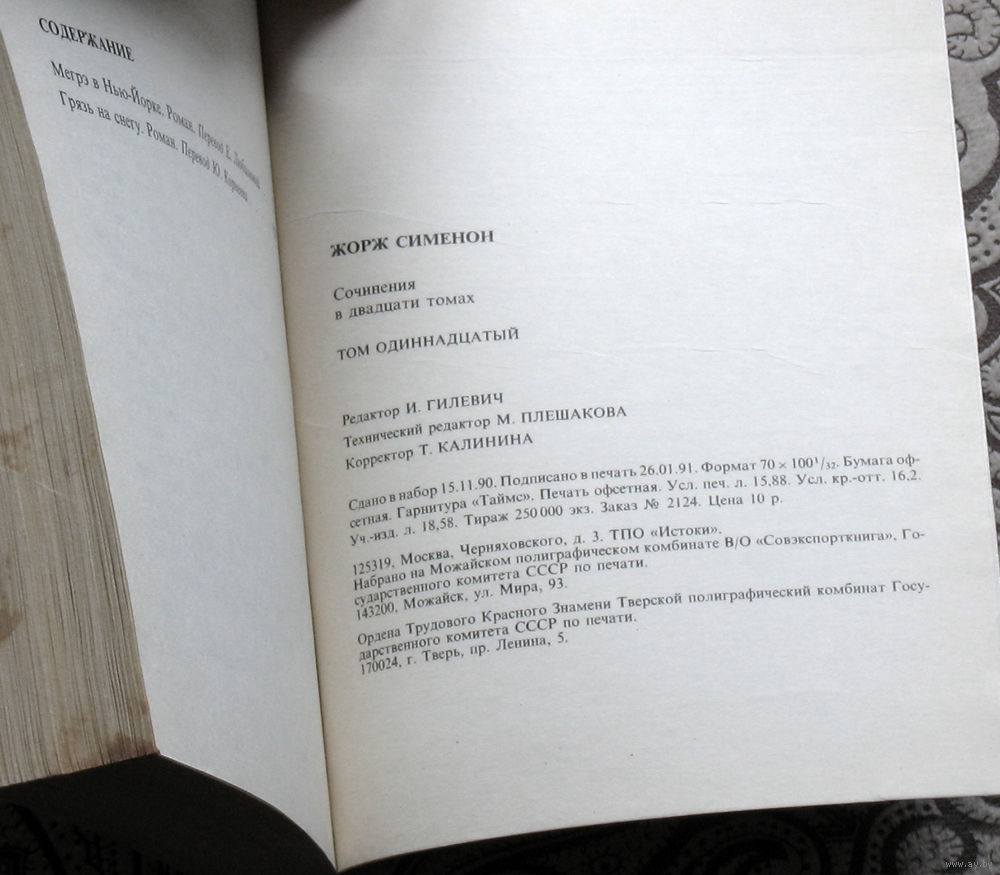 СОДЕРЖАНИЕ
Мегрэ в Нью-Йорке. Роман. Перевод Е.
Грязь на снегу. Роман. Перевод Ю. Корнеева
ЖОРЖ СИМЕНОН
Сочинения
в двадцати томах
ТОМ ОДИННАДЦАТЫЙ
Редактор И. ГИЛЕВИЧ
Технический редактор М. ПЛЕШАКОВА
Корректор Т. КАЛИНИНА
Сдано в набор 15.11.90. Подписано в печать 26.01.91. Формат 70 × 100¹/₃₂. Бумага оф-
сетная. Гарнитура «Таймс». Печать офсетная. Усл. печ. л. 15,88. Усл. кр.-отт. 16,2.
Уч.-изд. л. 18,58. Тираж 250 000 экз. Заказ № 2124. Цена 10 р.
125319, Москва, Черняховского, д. 3. ТПО «Истоки».
Набрано на Можайском полиграфическом комбинате В/О «Совэкспорткнига», Го-
сударственного комитета СССР по печати.
143200, Можайск, ул. Мира, 93.
Ордена Трудового Красного Знамени Тверской полиграфический комбинат Госу-
дарственного комитета СССР по печати.
170024, г. Тверь, пр. Ленина, 5.
www.ay.by